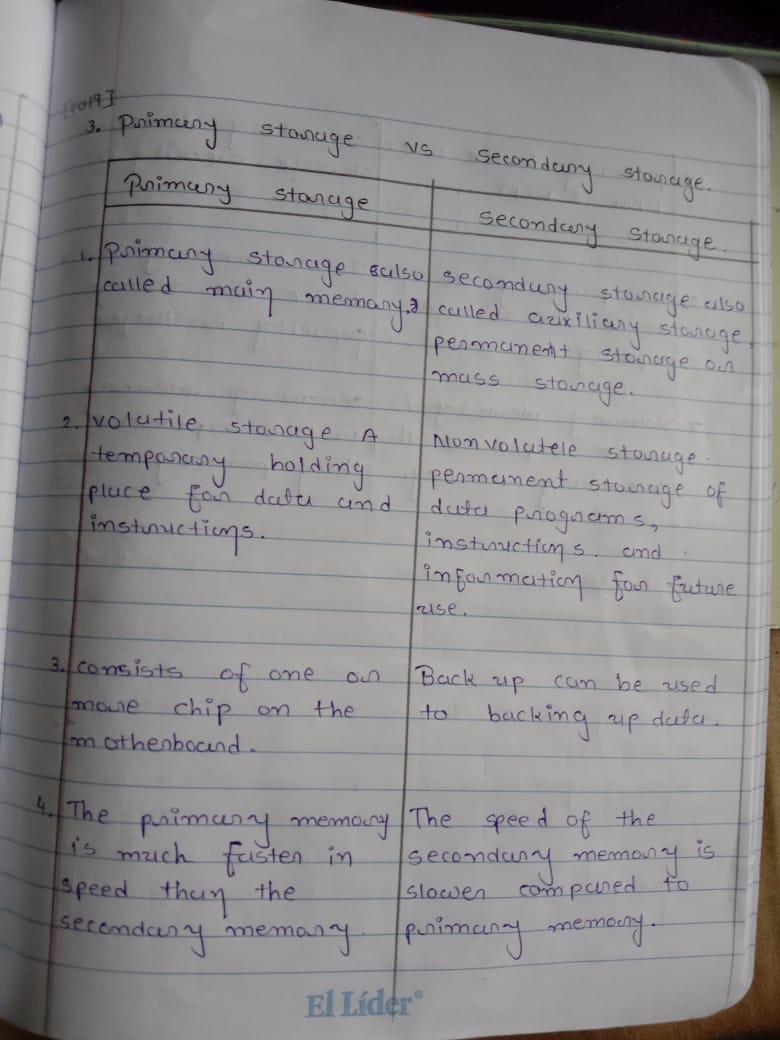 [2019]
3. Primary storage vs secondary storage.
Primary storage
Secondary storage.
1. Primary storage also
called main memory.
secondary storage also
called auxiliary storage,
permanent storage or
mass storage.
2. Volatile storage A
temporary holding
place for data and
instructions.
Nonvolatele storage.
permanent storage of
data programs,
instructions. and
information for future
use.
3. consists of one or
more chip on the
motherboard.
Back up can be used
to backing up data.
4. The primary memory
is much faster in
speed than the
secondary memory.
The speed of the
secondary memory is
slower compared to
primary memory.
El Líder